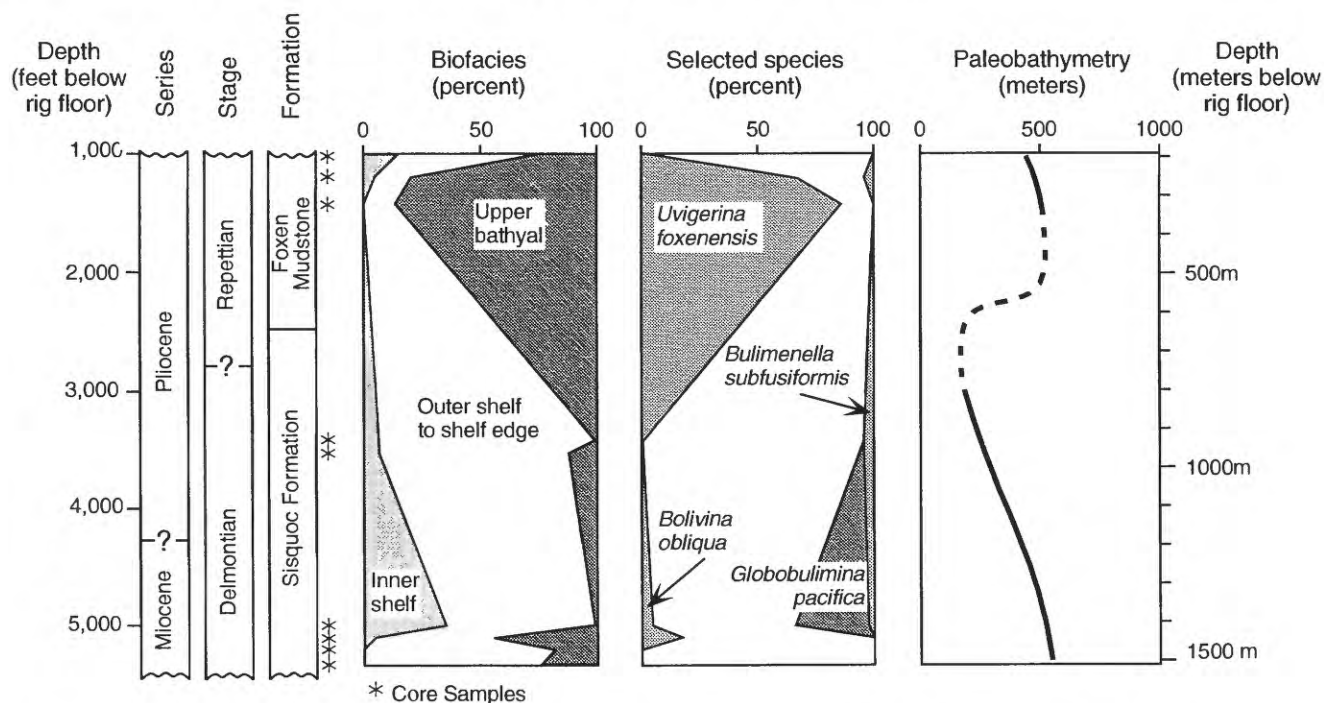 Depth
(feet below
rig floor)
Series
Stage
Formation
Biofacies
(percent)
Selected species
(percent)
Paleobathymetry
(meters)
Depth
(meters below
rig floor)
0 50 100
0 50 100
0 500 1000
1,000
2,000
3,000
4,000
5,000
Pliocene
?
Miocene
Repettian
?
Delmontian
Foxen
Mudstone
Sisquoc Formation
*
*
*
*
*
*
*
*
*
*
Upper
bathyal
Outer shelf
to shelf edge
Inner
shelf
Uvigerina
foxenensis
Bulimenella
subfusiformis
Bolivina
obliqua
Globobulimina
pacifica
500m
1000m
1500 m
* Core Samples